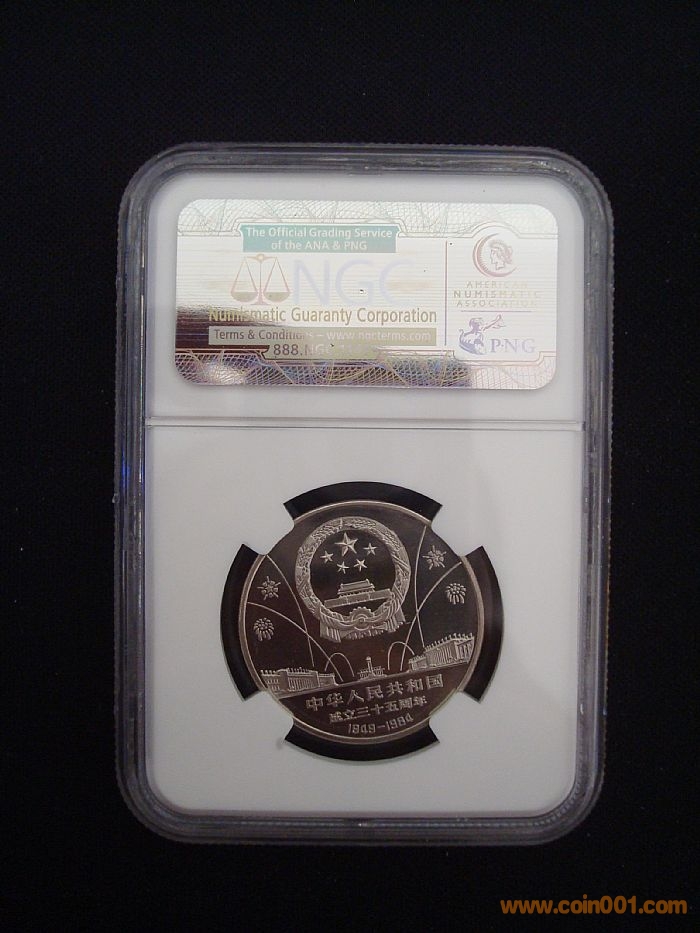 The Official Grading Service
of the ANA & PNG
NGC
Numismatic Guaranty Corporation
Terms & Conditions – www.ngcterms.com
888.NGC
AMERICAN
NUMISMATIC
ASSOCIATION
PNG
中华人民共和国
成立三十五周年
1949-1984
www.coin001.com